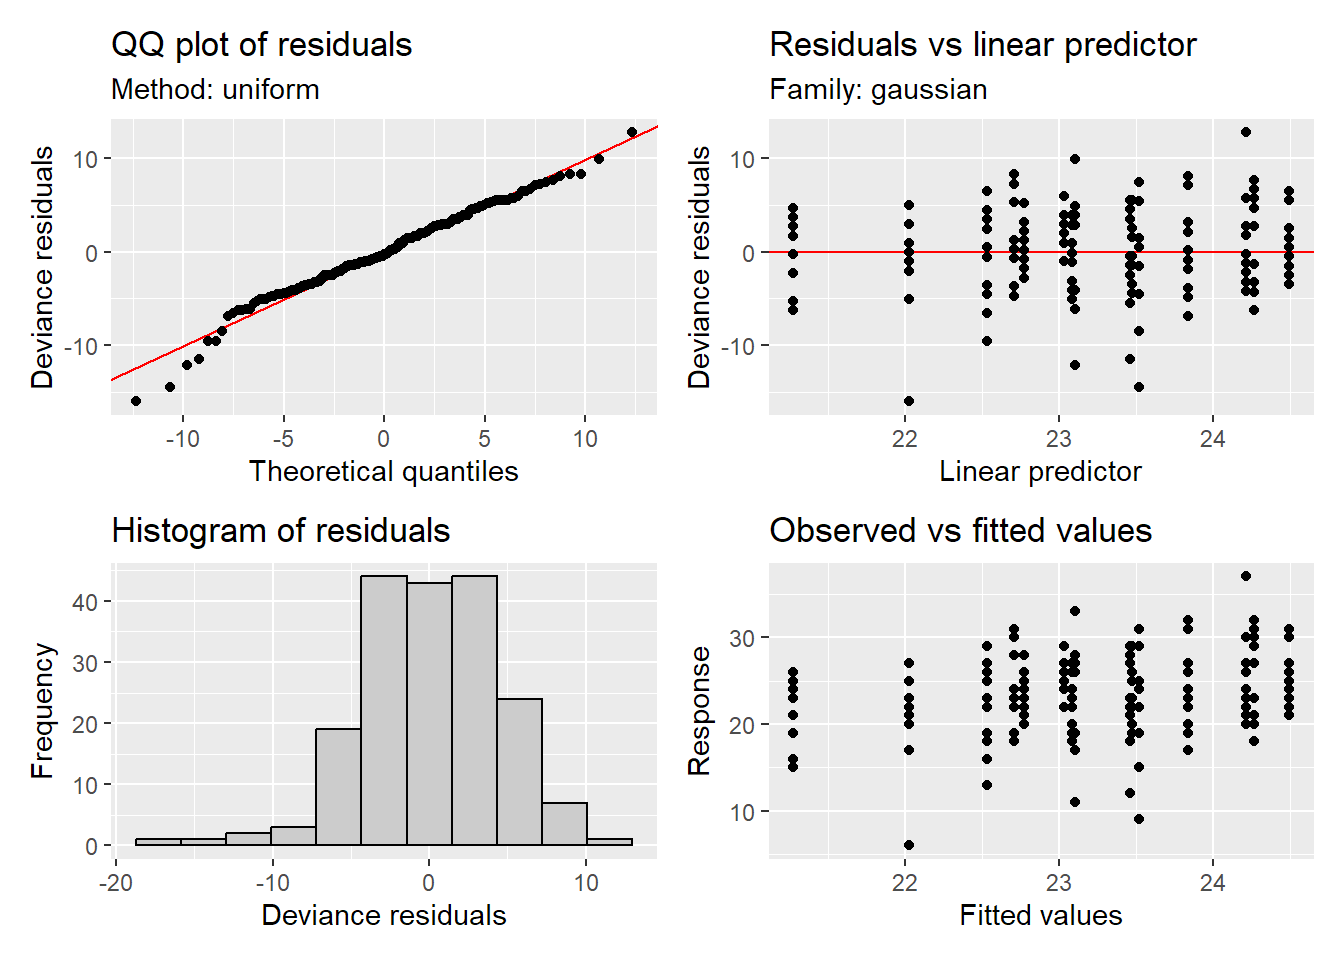 QQ plot of residuals
Method: uniform
Deviance residuals
10
0
-10
-10
-5
0
5
10
Theoretical quantiles
Residuals vs linear predictor
Family: gaussian
Deviance residuals
10
0
-10
22
23
24
Linear predictor
Histogram of residuals
Frequency
40
30
20
10
0
-20
-10
0
10
Deviance residuals
Observed vs fitted values
Response
30
20
10
22
23
24
Fitted values